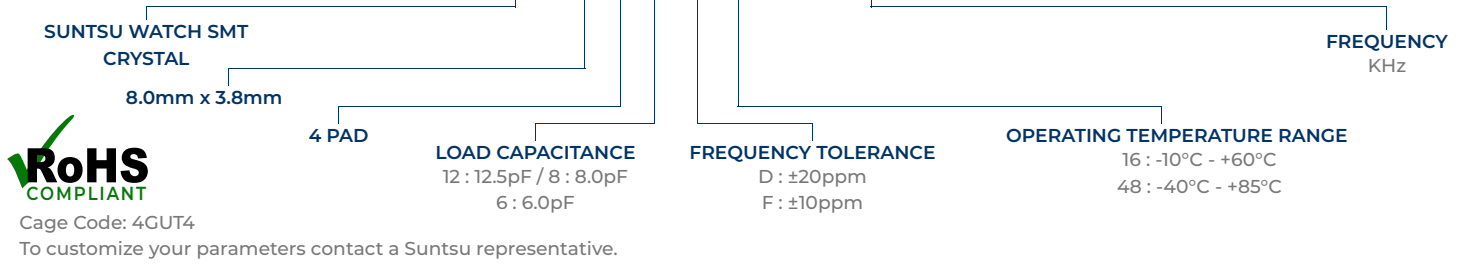 SUNTSU WATCH SMT
CRYSTAL
8.0mm x 3.8mm
4 PAD
LOAD CAPACITANCE
12 : 12.5pF / 8 : 8.0pF
6 : 6.0pF
FREQUENCY TOLERANCE
D : ±20ppm
F : ±10ppm
OPERATING TEMPERATURE RANGE
16 : -10°C - +60°C
48 : -40°C - +85°C
FREQUENCY
KHz
RoHS
COMPLIANT
Cage Code: 4GUT4
To customize your parameters contact a Suntsu representative.